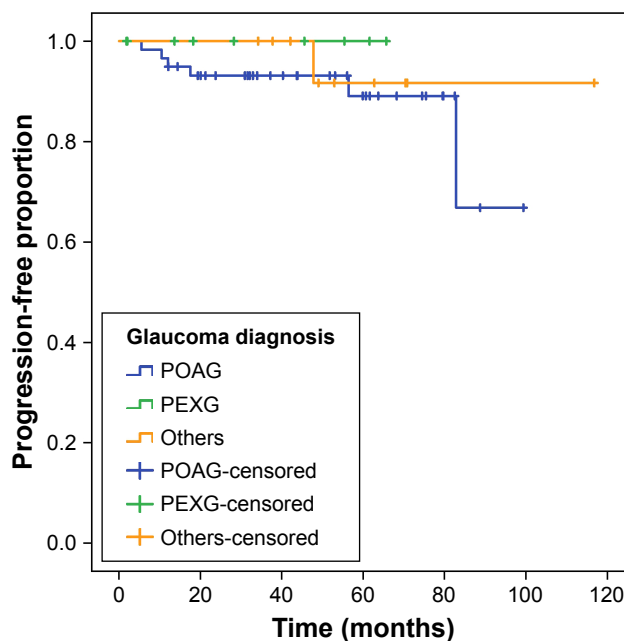 Progression-free proportion
1.0
0.8
0.6
0.4
0.2
0.0
Glaucoma diagnosis
POAG
PEXG
Others
POAG-censored
PEXG-censored
Others-censored
0 20 40 60 80 100 120
Time (months)